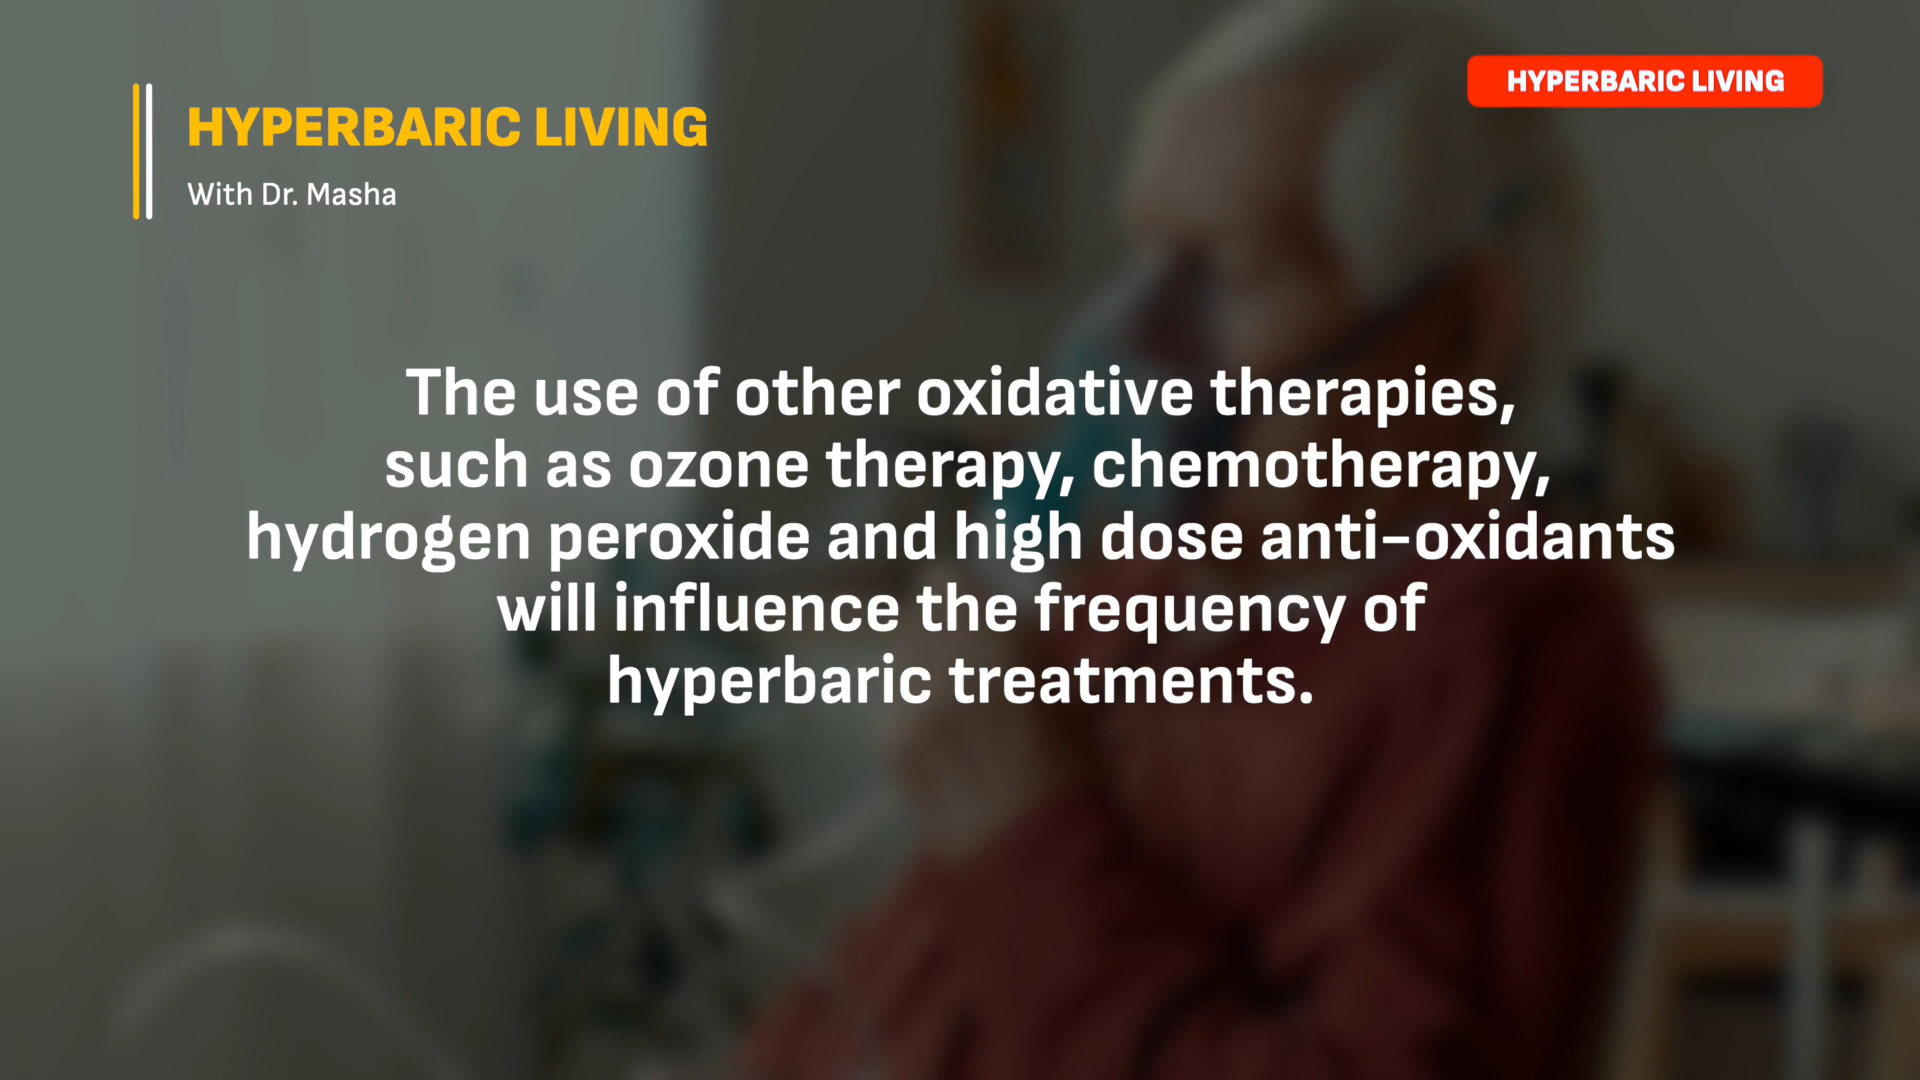 HYPERBARIC LIVING
With Dr. Masha
HYPERBARIC LIVING
The use of other oxidative therapies,
such as ozone therapy, chemotherapy,
hydrogen peroxide and high dose anti-oxidants
will influence the frequency of
hyperbaric treatments.